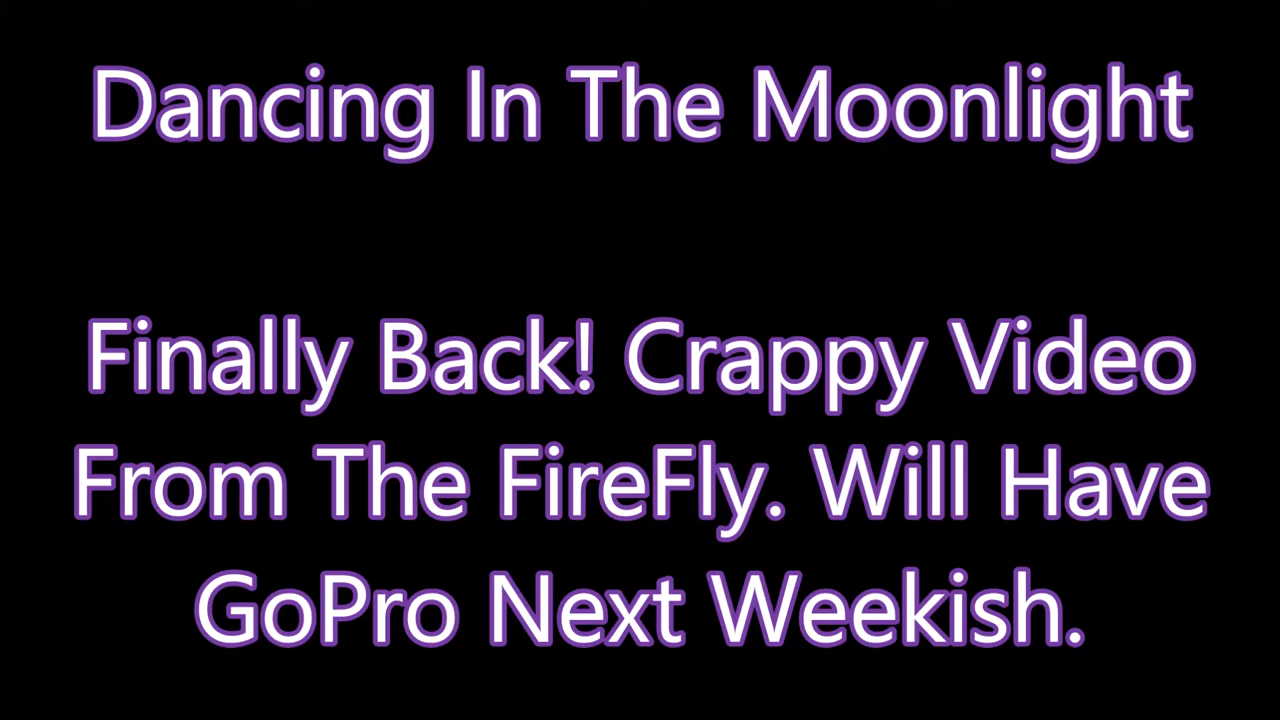 Dancing In The Moonlight
Finally Back! Crappy Video
From The FireFly. Will Have
GoPro Next Weekish.